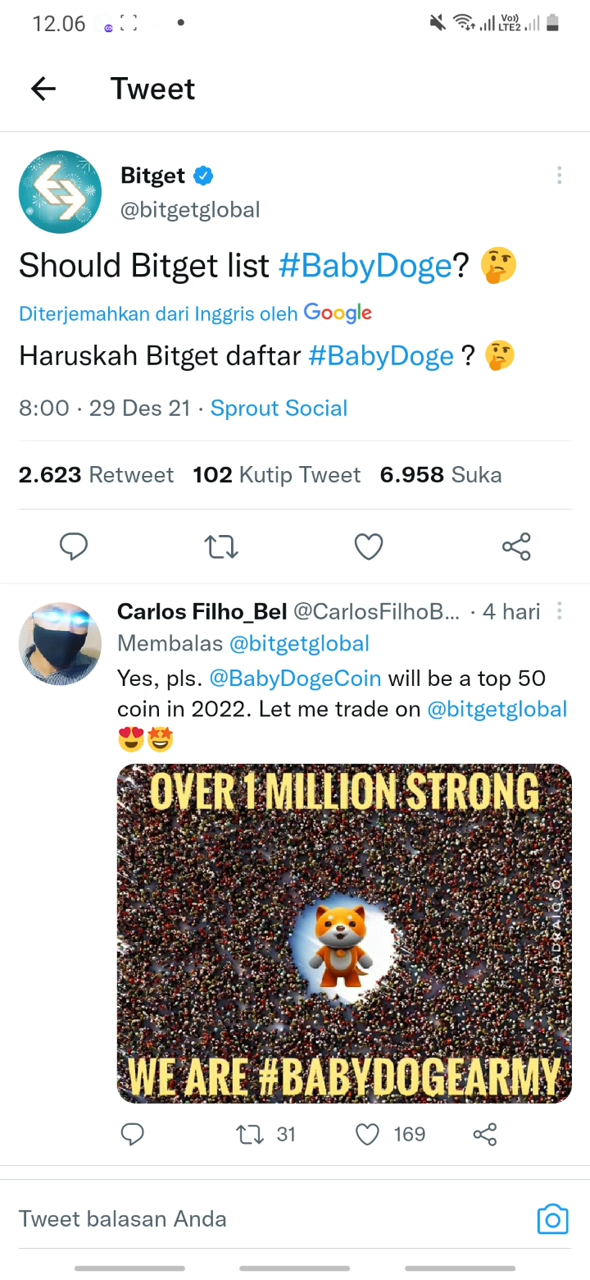 12.06
Vo))
LTE2
Tweet
Bitget
@bitgetglobal
Should Bitget list #BabyDoge? 🤔
Diterjemahkan dari Inggris oleh Google
Haruskah Bitget daftar #BabyDoge ? 🤔
8:00 · 29 Des 21 · Sprout Social
2.623 Retweet 102 Kutip Tweet 6.958 Suka
Carlos Filho_Bel @CarlosFilhoB... · 4 hari
Membalas @bitgetglobal
Yes, pls. @BabyDogeCoin will be a top 50
coin in 2022. Let me trade on @bitgetglobal
😍🤩
OVER 1 MILLION STRONG
WE ARE #BABYDOGEARMY
31 169
Tweet balasan Anda